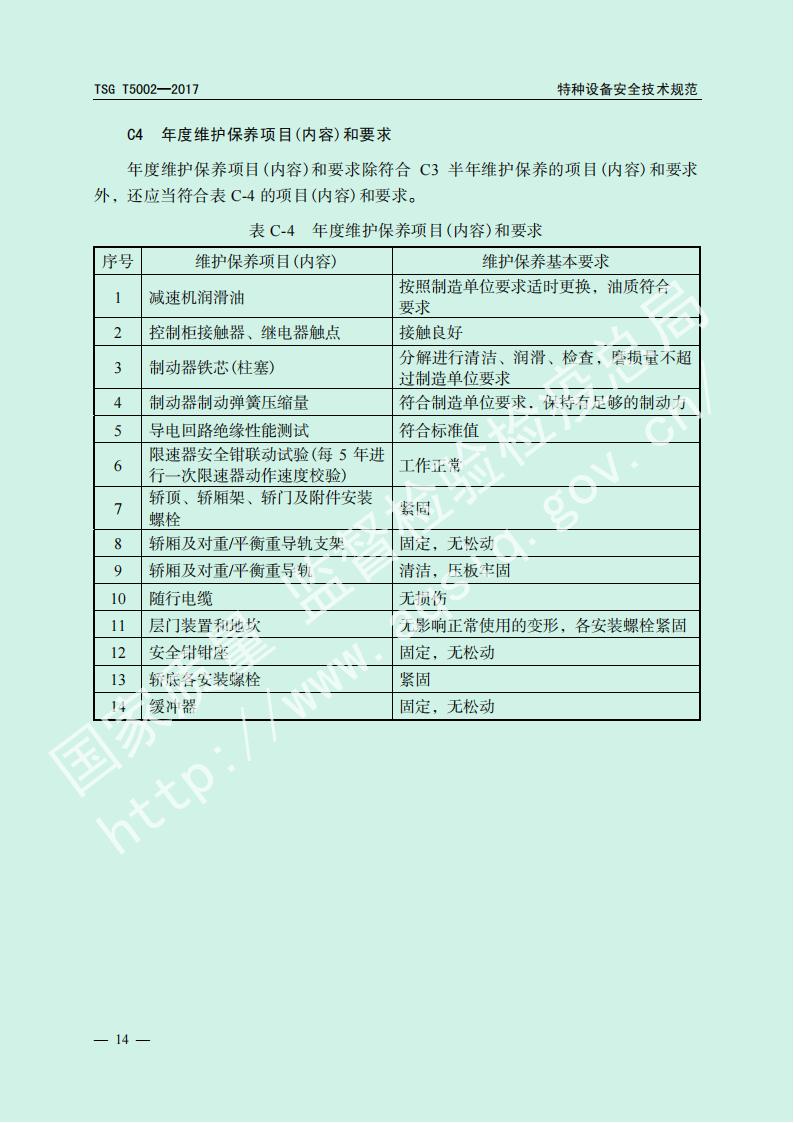 TSG T5002—2017 特种设备安全技术规范
C4 年度维护保养项目(内容)和要求
年度维护保养项目(内容)和要求除符合 C3 半年维护保养的项目(内容)和要求
外，还应当符合表 C-4 的项目(内容)和要求。
表 C-4 年度维护保养项目(内容)和要求
序号 维护保养项目(内容) 维护保养基本要求
1 减速机润滑油 按照制造单位要求适时更换，油质符合
要求
2 控制柜接触器、继电器触点 接触良好
3 制动器铁芯(柱塞) 分解进行清洁、润滑、检查，磨损量不超
过制造单位要求
4 制动器制动弹簧压缩量 符合制造单位要求，保持有足够的制动力
5 导电回路绝缘性能测试 符合标准值
6 限速器安全钳联动试验(每 5 年进
行一次限速器动作速度校验) 工作正常
7 轿顶、轿厢架、轿门及附件安装
螺栓 紧固
8 轿厢及对重/平衡重导轨支架 固定，无松动
9 轿厢及对重/平衡重导轨 清洁，压板牢固
10 随行电缆 无损伤
11 层门装置和地坎 无影响正常使用的变形，各安装螺栓紧固
12 安全钳钳座 固定，无松动
13 轿底各安装螺栓 紧固
14 缓冲器 固定，无松动
国家质量监督检验检疫总局
http://www.aqsiq.gov.cn/
— 14 —